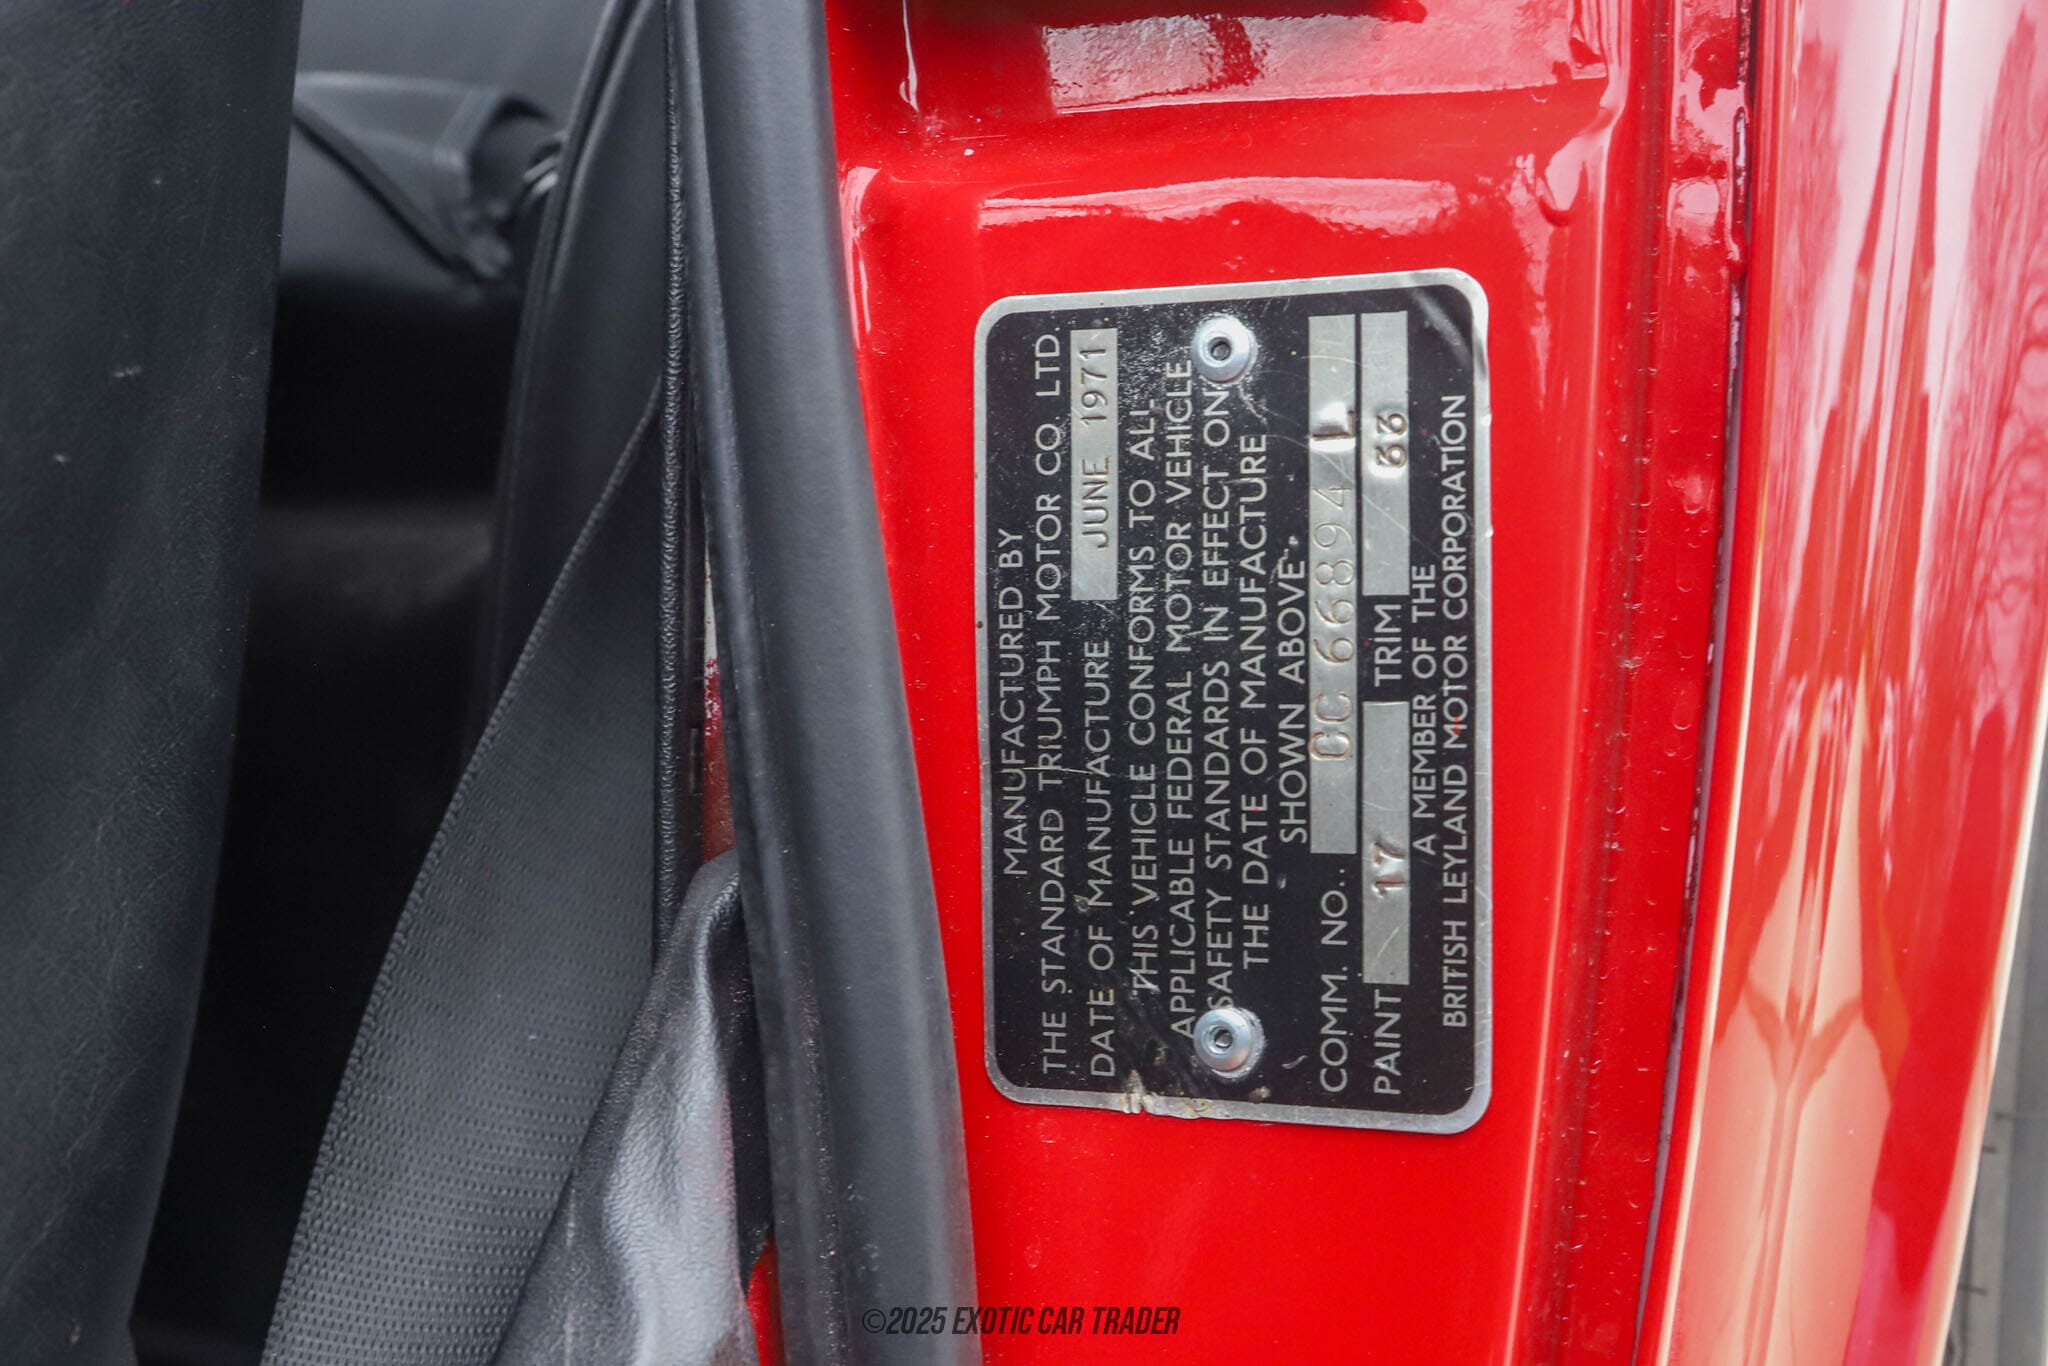 MANUFACTURED BY
THE STANDARD TRIUMPH MOTOR CO. LTD.
DATE OF MANUFACTURE JUNE 1971
THIS VEHICLE CONFORMS TO ALL
APPLICABLE FEDERAL MOTOR VEHICLE
SAFETY STANDARDS IN EFFECT ON
THE DATE OF MANUFACTURE
SHOWN ABOVE.
COMM. NO. CC 66894 L
PAINT 17 TRIM 33
A MEMBER OF THE
BRITISH LEYLAND MOTOR CORPORATION
©2025 EXOTIC CAR TRADER